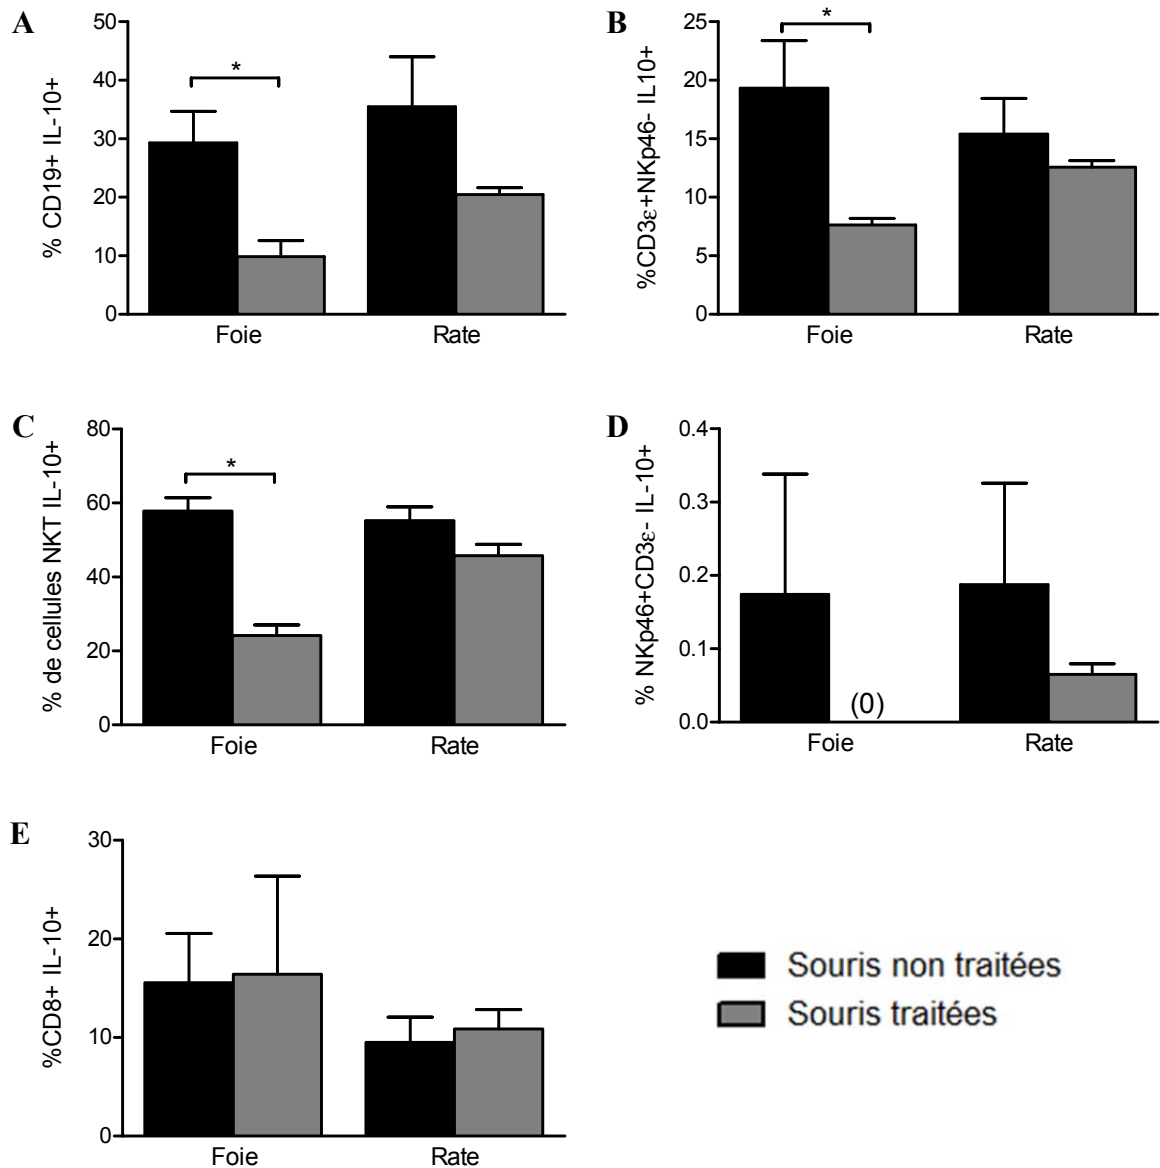 A
% CD19+ IL-10+
50
40
30
20
10
0
*
Foie
Rate
B
%CD3ε+NKp46- IL10+
25
20
15
10
5
0
*
Foie
Rate
C
% de cellules NKT IL-10+
80
60
40
20
0
*
Foie
Rate
D
% NKp46+CD3ε- IL-10+
0.4
0.3
0.2
0.1
0.0
(0)
Foie
Rate
E
%CD8+ IL-10+
30
20
10
0
Foie
Rate
Souris non traitées
Souris traitées